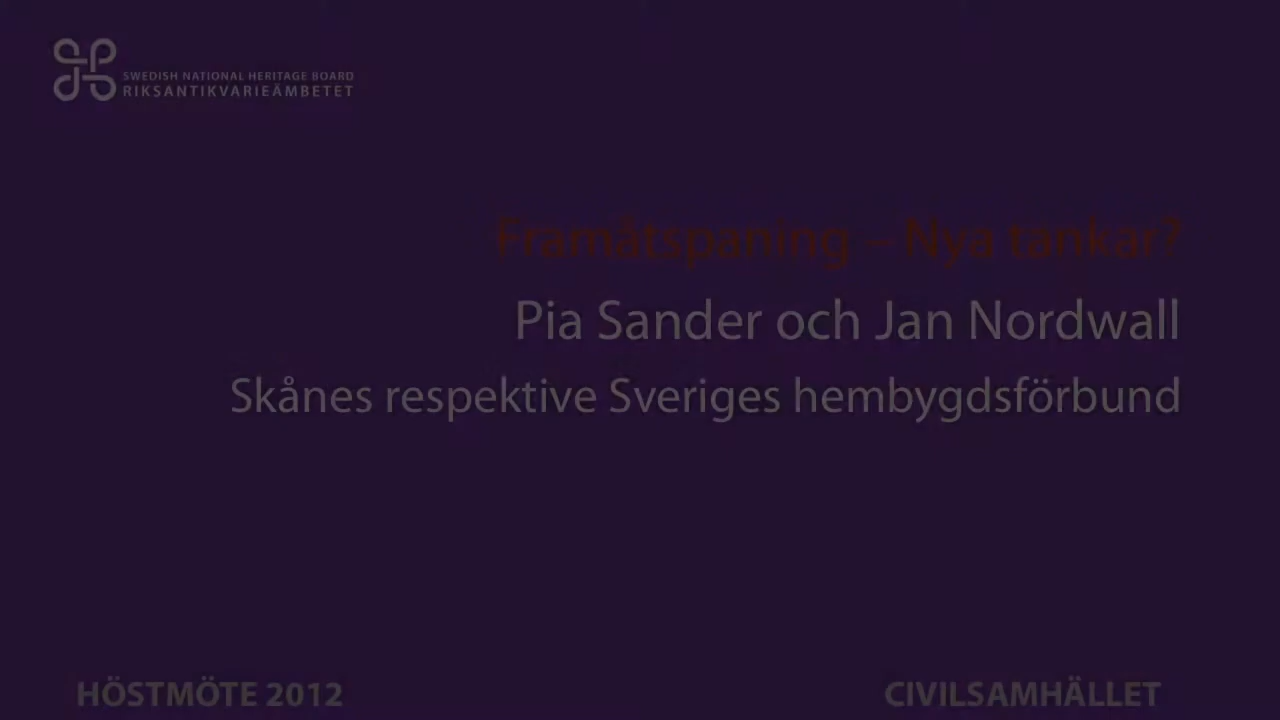 SWEDISH NATIONAL HERITAGE BOARD
RIKSANTIKVARIEÄMBETET
Framåtspaning – Nya tankar?
Pia Sander och Jan Nordwall
Skånes respektive Sveriges hembygdsförbund
HÖSTMÖTE 2012
CIVILSAMHÄLLET